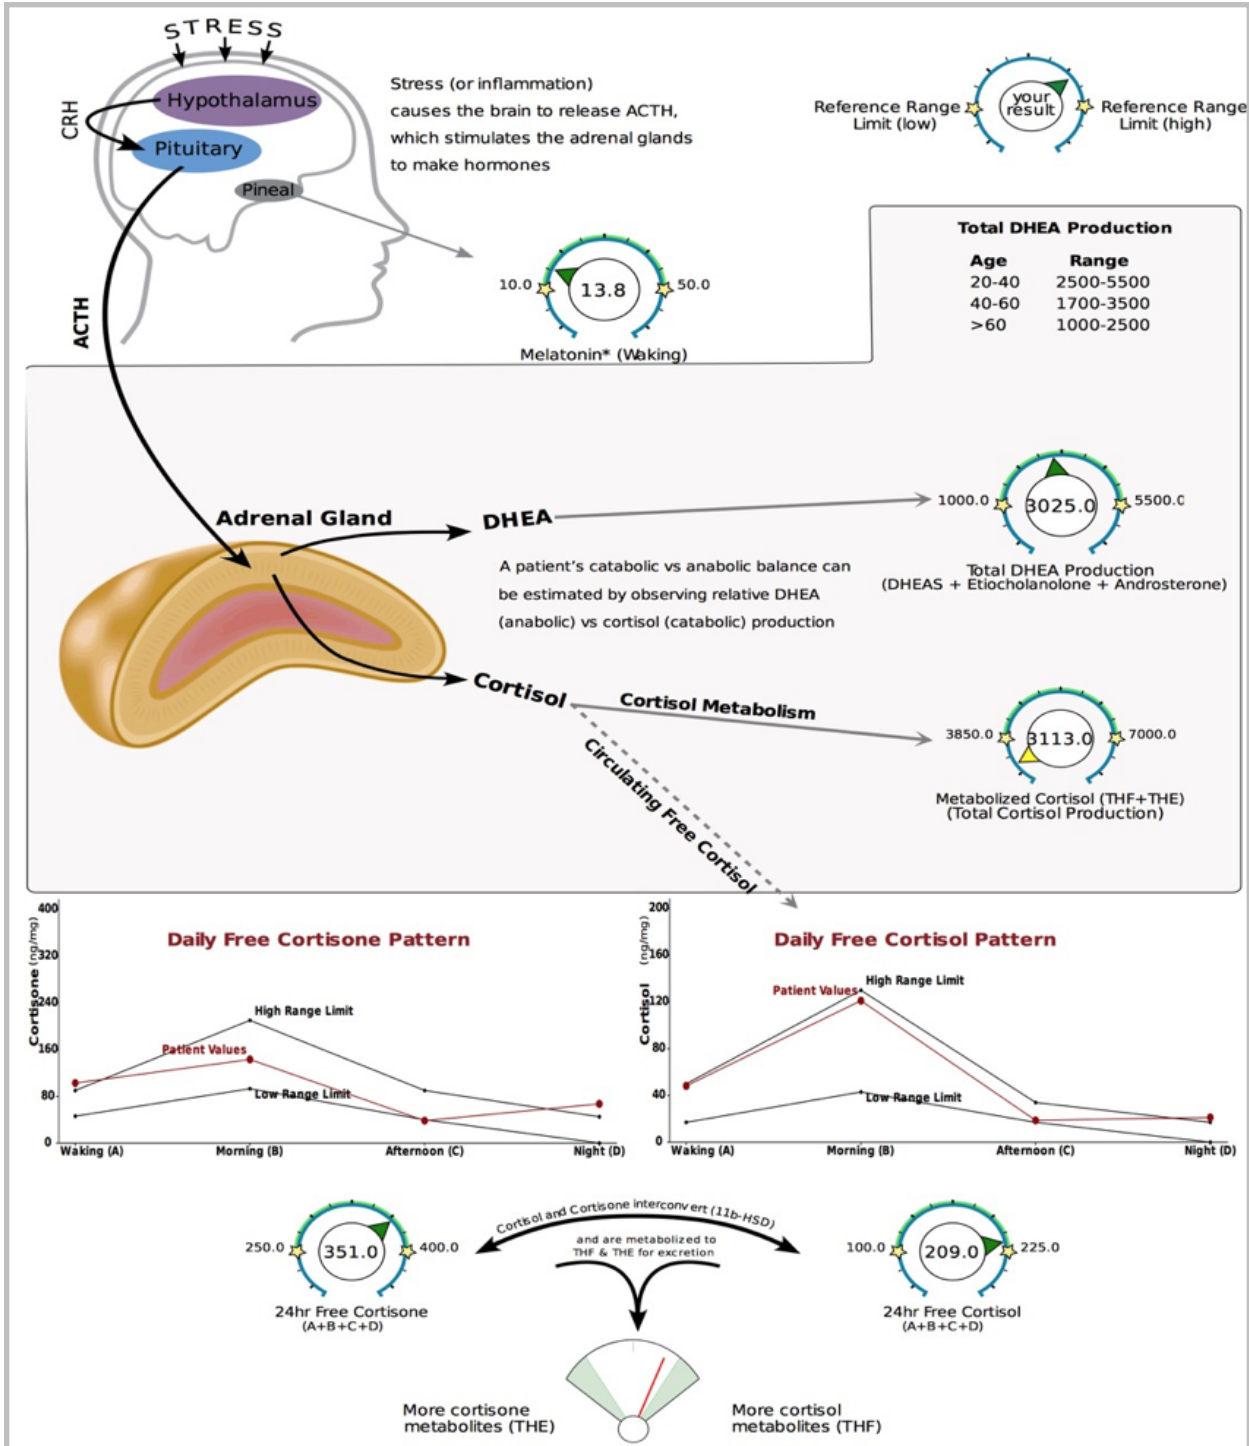 STRESS
Hypothalamus
CRH
Pituitary
Pineal
ACTH
Stress (or inflammation)
causes the brain to release ACTH,
which stimulates the adrenal glands
to make hormones
Reference Range
Limit (low)
your
result
Reference Range
Limit (high)
10.0
13.8
50.0
Melatonin* (Waking)
Total DHEA Production
Age Range
20-40 2500-5500
40-60 1700-3500
>60 1000-2500
Adrenal Gland
DHEA
1000.0
3025.0
5500.0
Total DHEA Production
(DHEAS + Etiocholanolone + Androsterone)
A patient's catabolic vs anabolic balance can
be estimated by observing relative DHEA
(anabolic) vs cortisol (catabolic) production
Cortisol
Cortisol Metabolism
Circulating Free Cortisol
3850.0
3113.0
7000.0
Metabolized Cortisol (THF+THE)
(Total Cortisol Production)
Daily Free Cortisone Pattern
Cortisone (ng/mg)
400
320
240
160
80
0
High Range Limit
Patient Values
Low Range Limit
Waking (A) Morning (B) Afternoon (C) Night (D)
Daily Free Cortisol Pattern
Cortisol (ng/mg)
200
160
120
80
40
0
Patient Values
High Range Limit
Low Range Limit
Waking (A) Morning (B) Afternoon (C) Night (D)
250.0
351.0
400.0
24hr Free Cortisone
(A+B+C+D)
Cortisol and Cortisone interconvert (11b-HSD)
and are metabolized to
THF & THE for excretion
100.0
209.0
225.0
24hr Free Cortisol
(A+B+C+D)
More cortisone
metabolites (THE)
More cortisol
metabolites (THF)